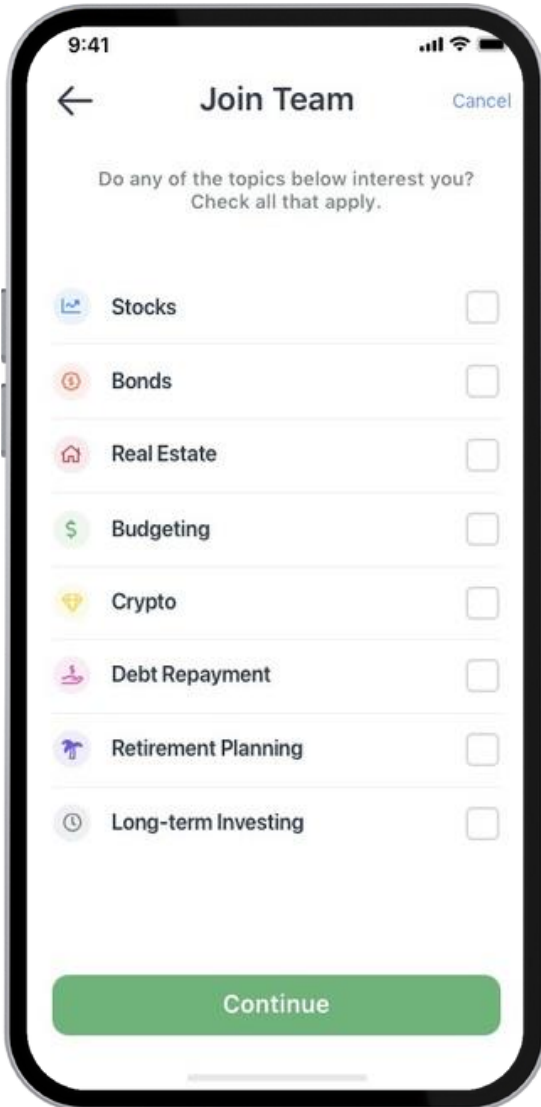 9:41
Join Team
Cancel
Do any of the topics below interest you?
Check all that apply.
Stocks
Bonds
Real Estate
Budgeting
Crypto
Debt Repayment
Retirement Planning
Long-term Investing
Continue